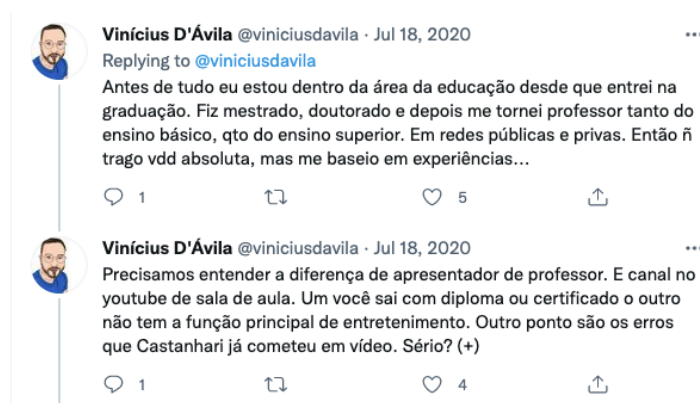 Vinícius D'Ávila @viniciusdavila · Jul 18, 2020
Replying to @viniciusdavila
Antes de tudo eu estou dentro da área da educação desde que entrei na
graduação. Fiz mestrado, doutorado e depois me tornei professor tanto do
ensino básico, qto do ensino superior. Em redes públicas e privas. Então ñ
trago vdd absoluta, mas me baseio em experiências...
1
5
Vinícius D'Ávila @viniciusdavila · Jul 18, 2020
Precisamos entender a diferença de apresentador de professor. E canal no
youtube de sala de aula. Um você sai com diploma ou certificado o outro
não tem a função principal de entretenimento. Outro ponto são os erros
que Castanhari já cometeu em vídeo. Sério? (+)
1
4